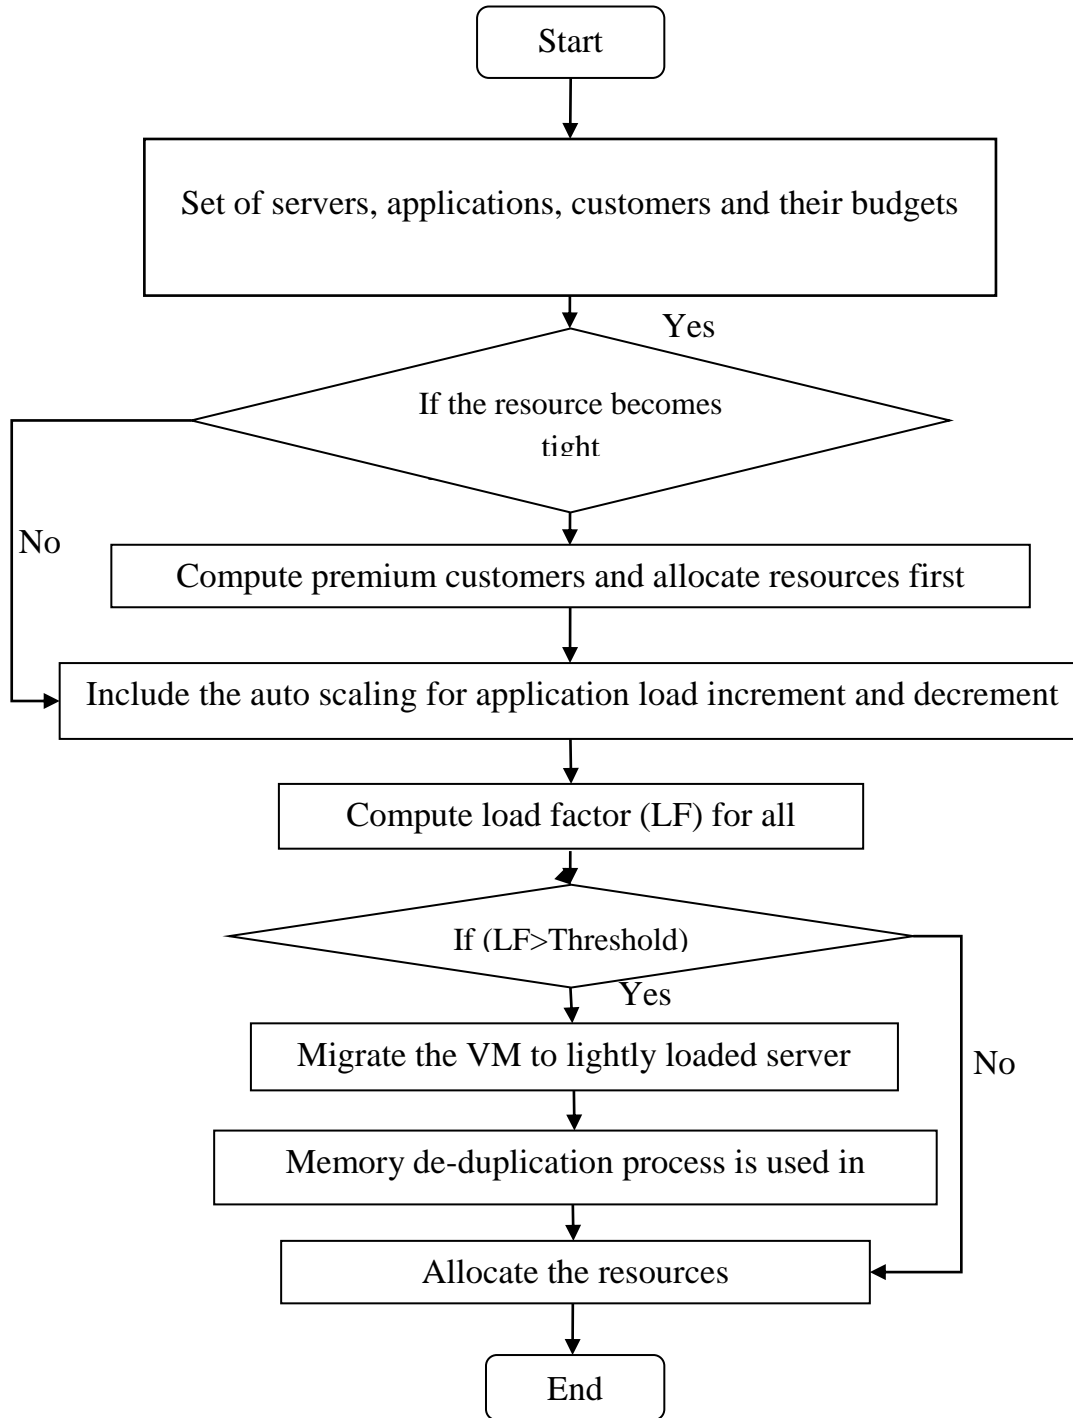 Start
Set of servers, applications, customers and their budgets
Yes
If the resource becomes
tight
No
Compute premium customers and allocate resources first
Include the auto scaling for application load increment and decrement
Compute load factor (LF) for all
If (LF>Threshold)
Yes
Migrate the VM to lightly loaded server
No
Memory de-duplication process is used in
Allocate the resources
End